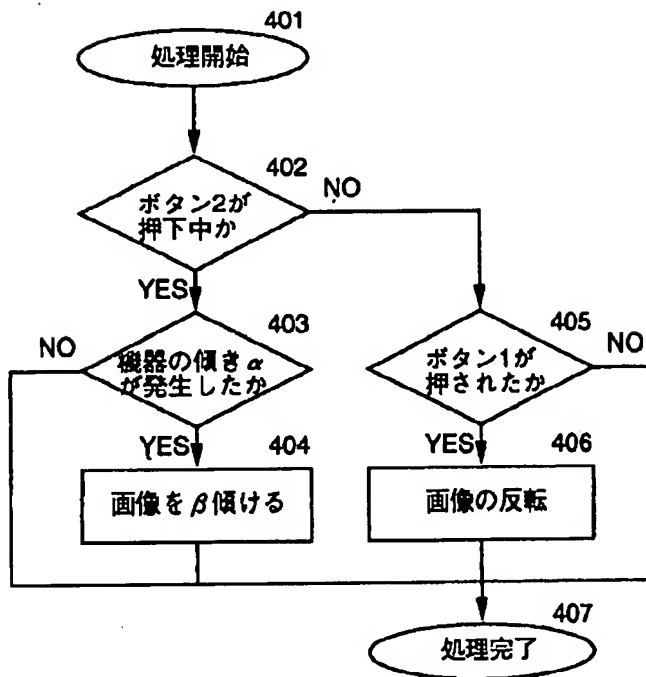 401
処理開始
402
NO
ボタン2が
押下中か
YES
403
NO
機器の傾きα
が発生したか
405
NO
ボタン1が
押されたか
YES
404
画像をβ傾ける
YES
406
画像の反転
407
処理完了